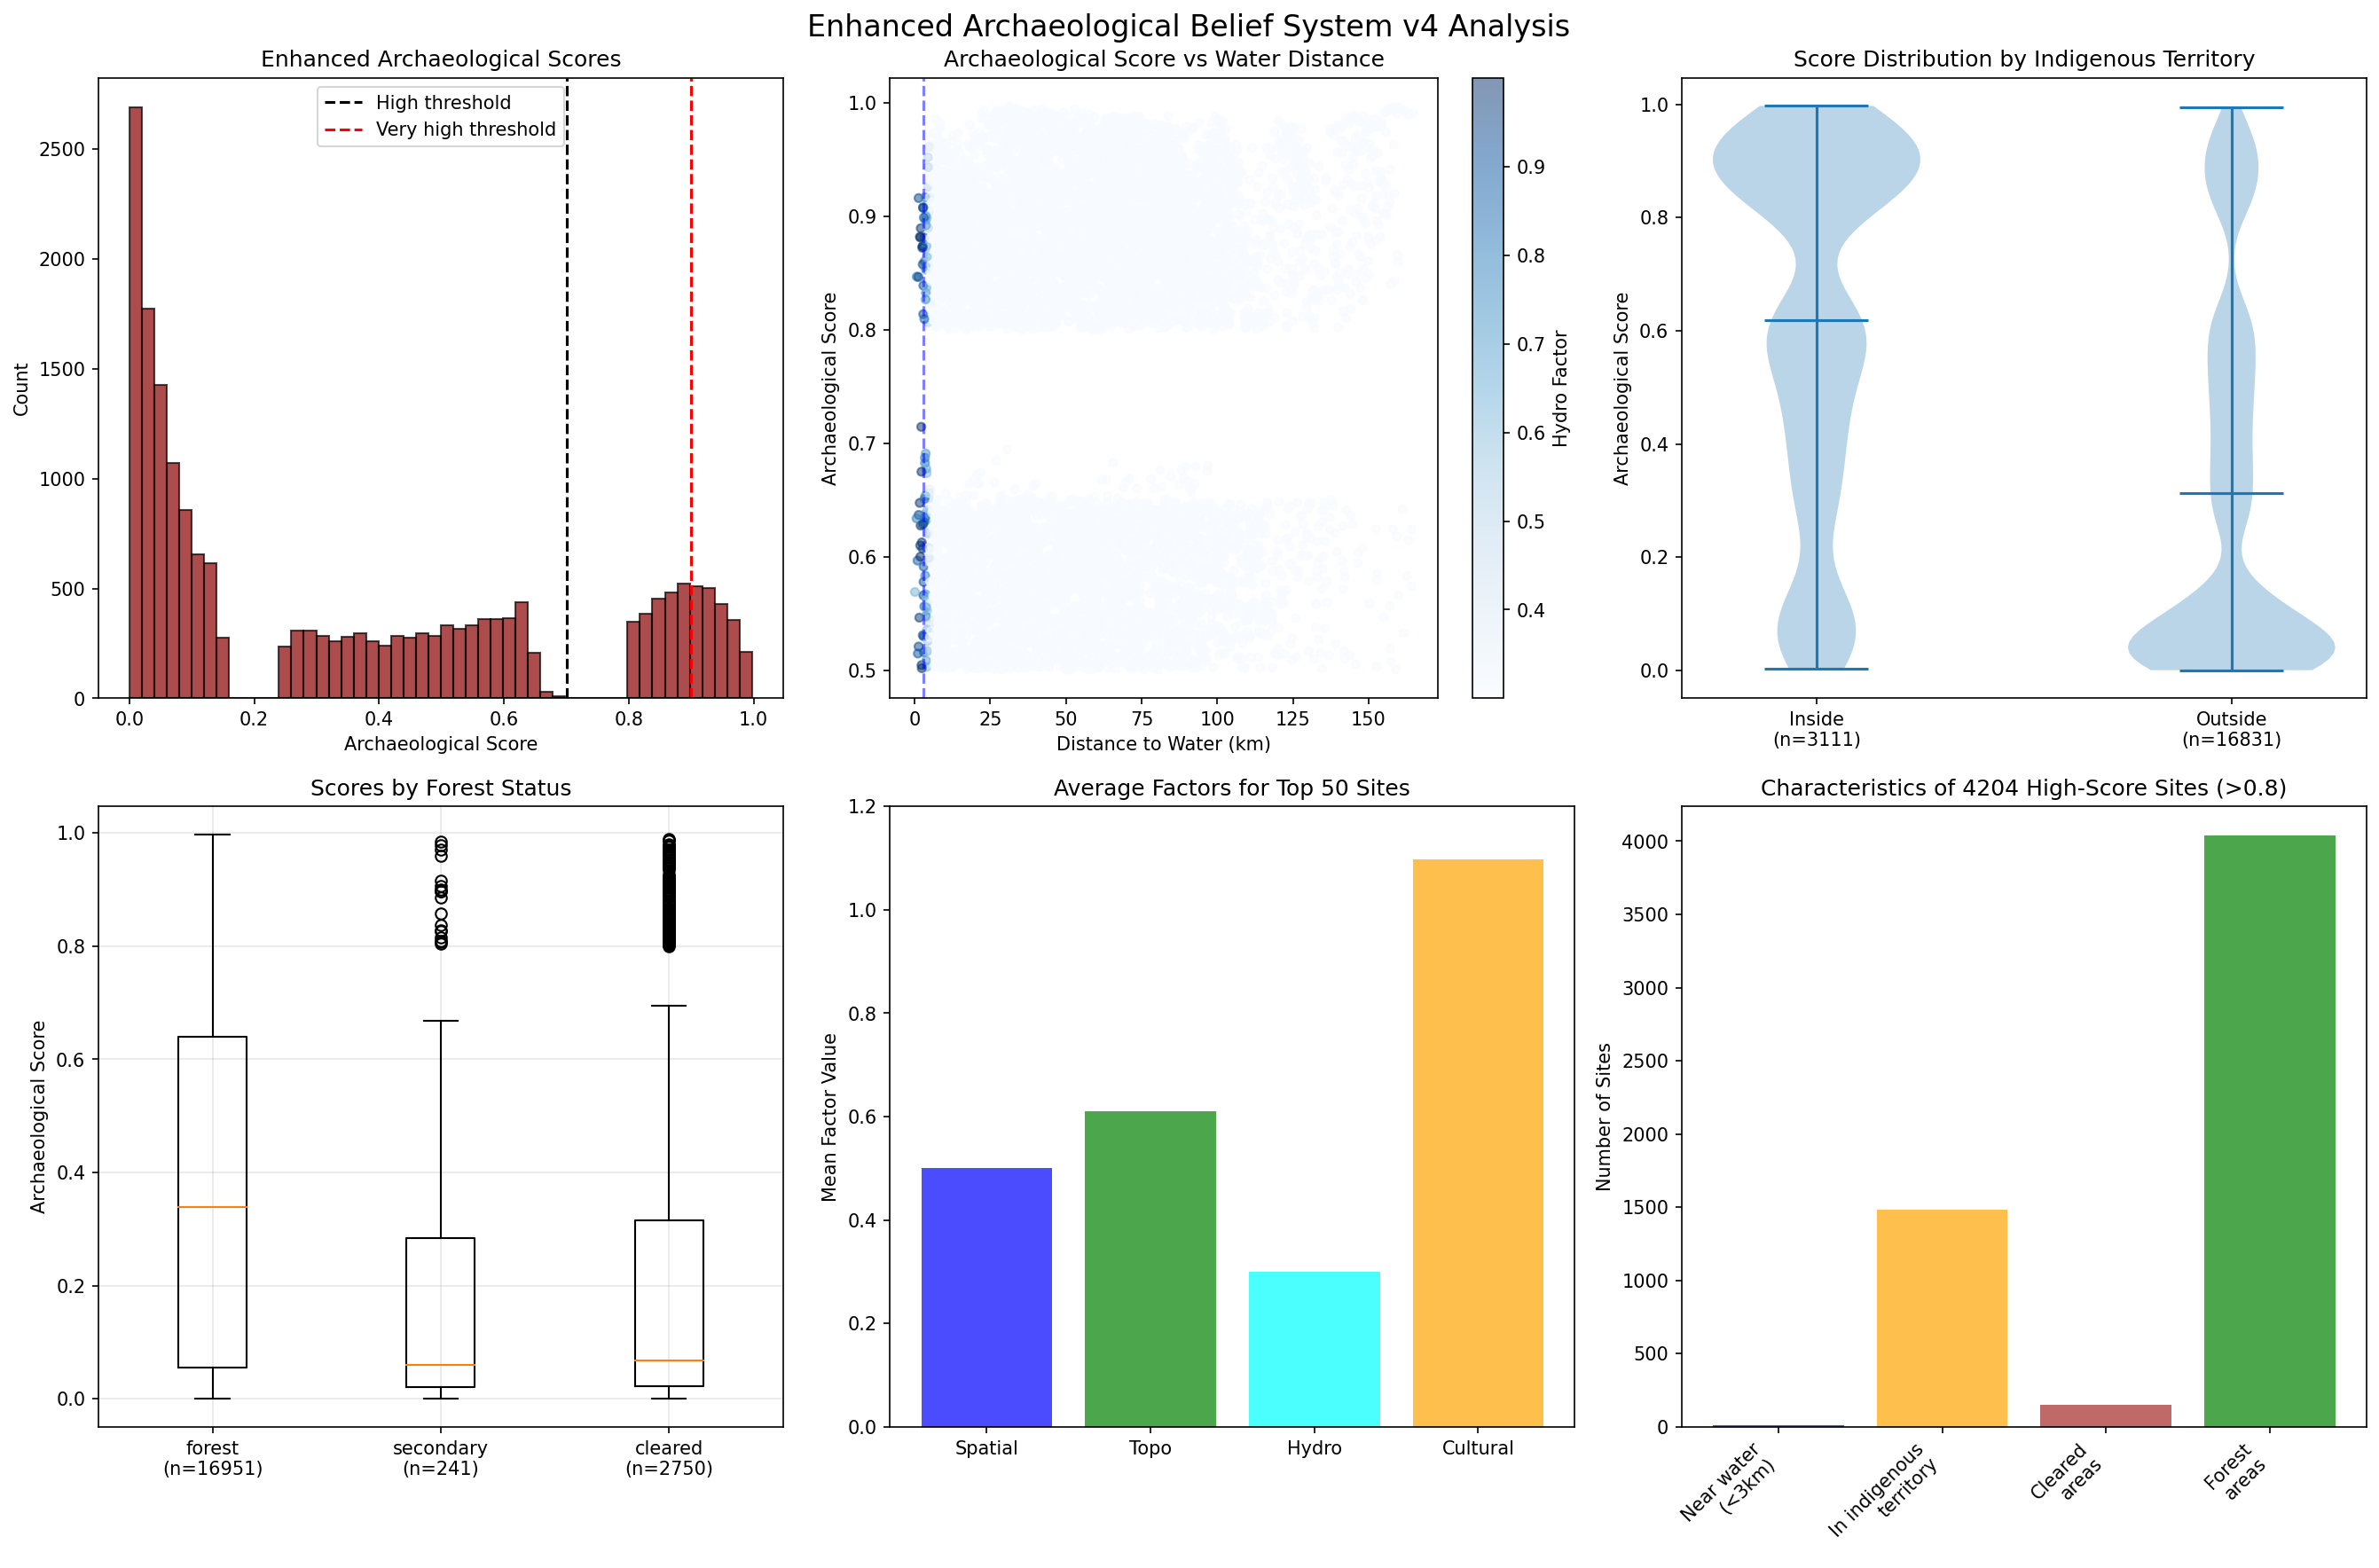 Enhanced Archaeological Belief System v4 Analysis
Enhanced Archaeological Scores
High threshold
Very high threshold
2500
2000
1500
1000
500
0
Count
0.0 0.2 0.4 0.6 0.8 1.0
Archaeological Score
Archaeological Score vs Water Distance
1.0
0.9
0.8
0.7
0.6
0.5
Archaeological Score
0 25 50 75 100 125 150
Distance to Water (km)
0.9
0.8
0.7
0.6
0.5
0.4
Hydro Factor
Score Distribution by Indigenous Territory
1.0
0.8
0.6
0.4
0.2
0.0
Archaeological Score
Inside
(n=3111)
Outside
(n=16831)
Scores by Forest Status
1.0
0.8
0.6
0.4
0.2
0.0
Archaeological Score
forest
(n=16951)
secondary
(n=241)
cleared
(n=2750)
Average Factors for Top 50 Sites
1.2
1.0
0.8
0.6
0.4
0.2
0.0
Mean Factor Value
Spatial Topo Hydro Cultural
Characteristics of 4204 High-Score Sites (>0.8)
4000
3500
3000
2500
2000
1500
1000
500
0
Number of Sites
Near water
(<3km)
In indigenous
territory
Cleared
areas
Forest
areas